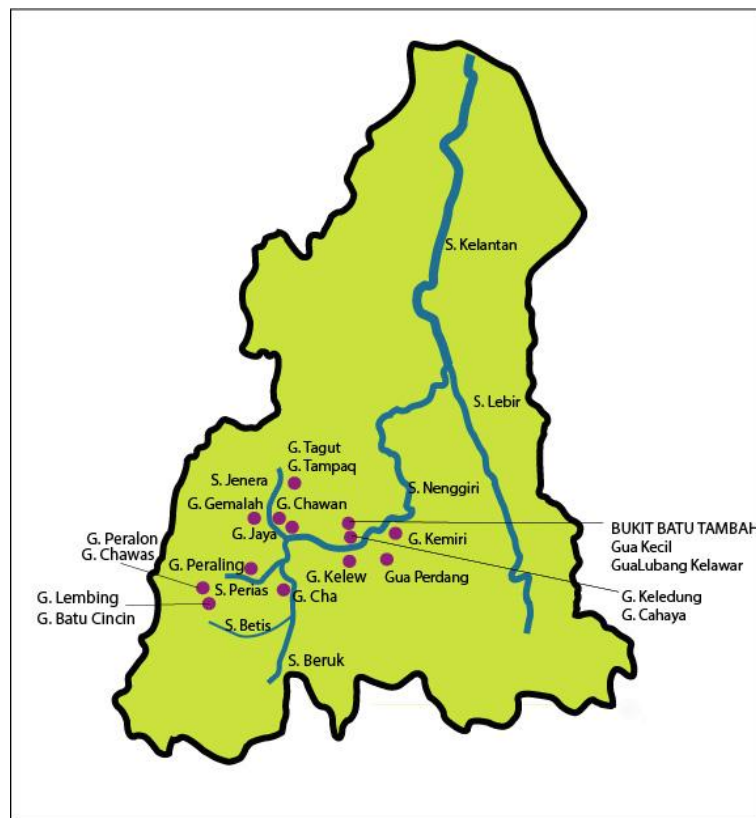 S. Kelantan
S. Lebir
G. Tagut
G. Tampaq
S. Jenera
S. Nenggiri
G. Gemalah
G. Chawan
G. Jaya
G. Kemiri
BUKIT BATU TAMBAH
Gua Kecil
GuaLubang Kelawar
G. Peralon
G. Chawas
G. Peraling
G. Kelew
Gua Perdang
G. Keledung
G. Cahaya
S. Perias
G. Cha
G. Lembing
G. Batu Cincin
S. Betis
S. Beruk